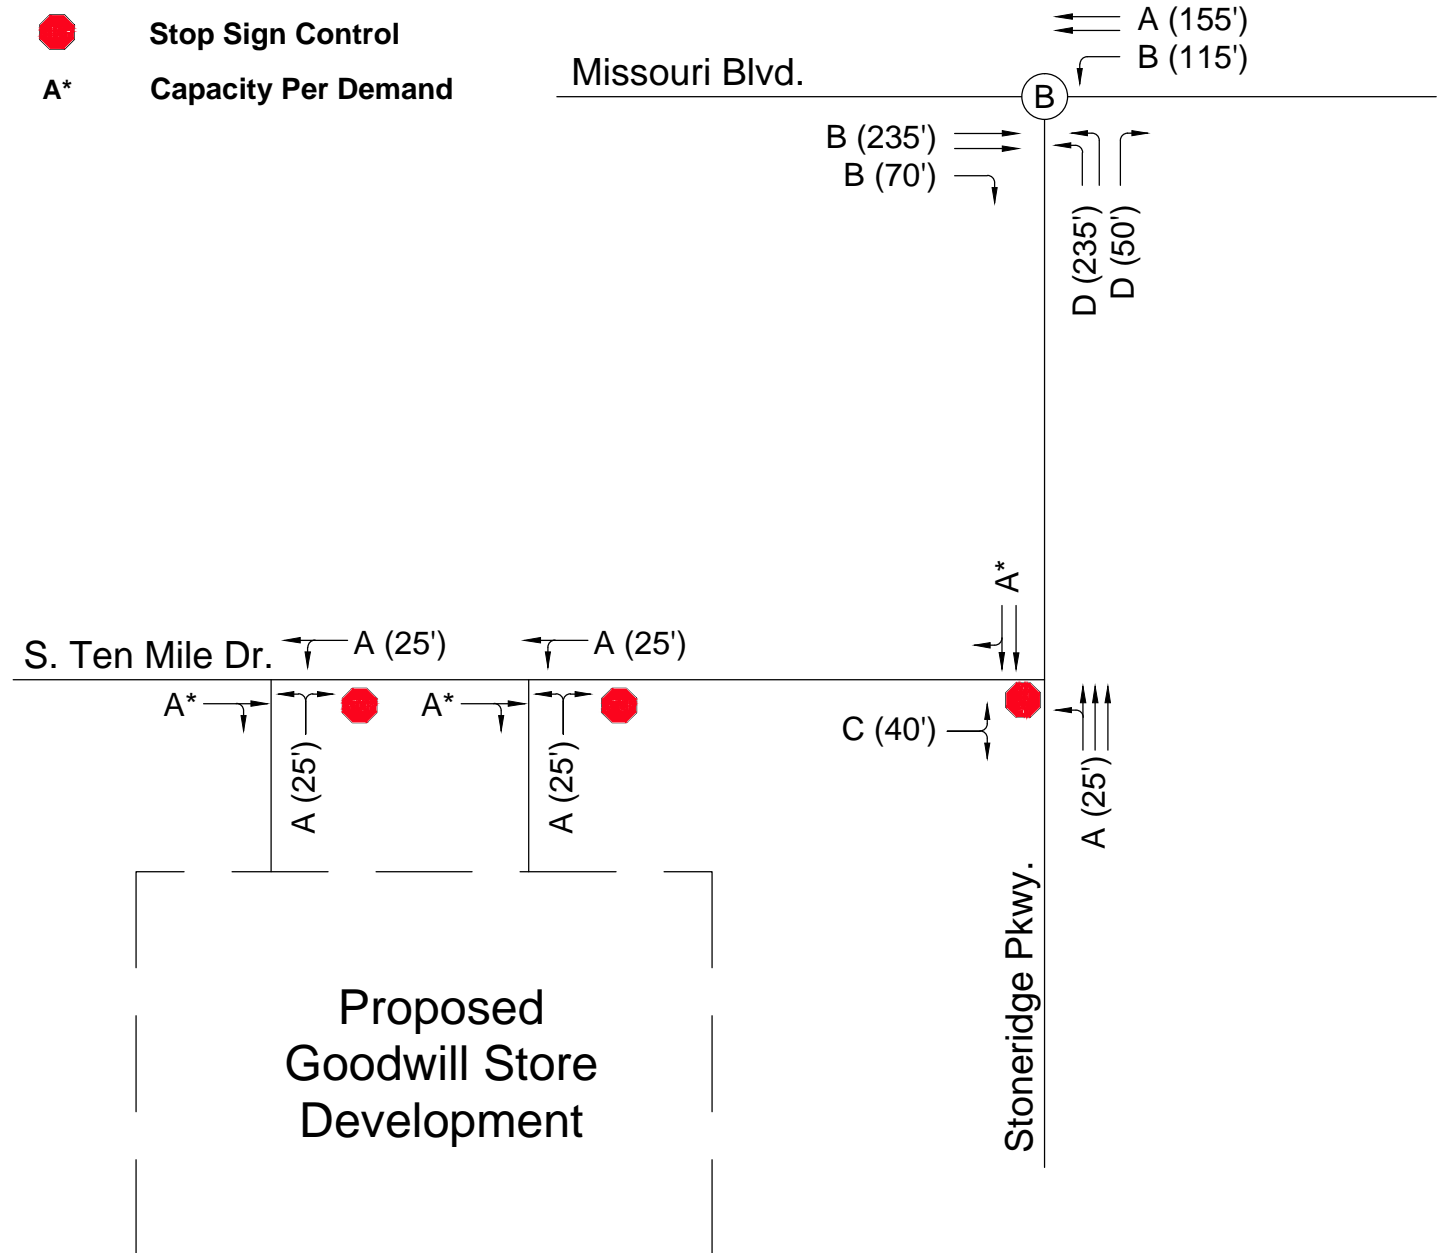 Stop Sign Control
A* Capacity Per Demand
A (155')
B (115')
Missouri Blvd.
B
B (235')
B (70')
D (235')
D (50')
A*
S. Ten Mile Dr.
A (25')
A (25')
A*
A*
A (25')
A (25')
C (40')
A (25')
Stoneridge Pkwy.
Proposed
Goodwill Store
Development